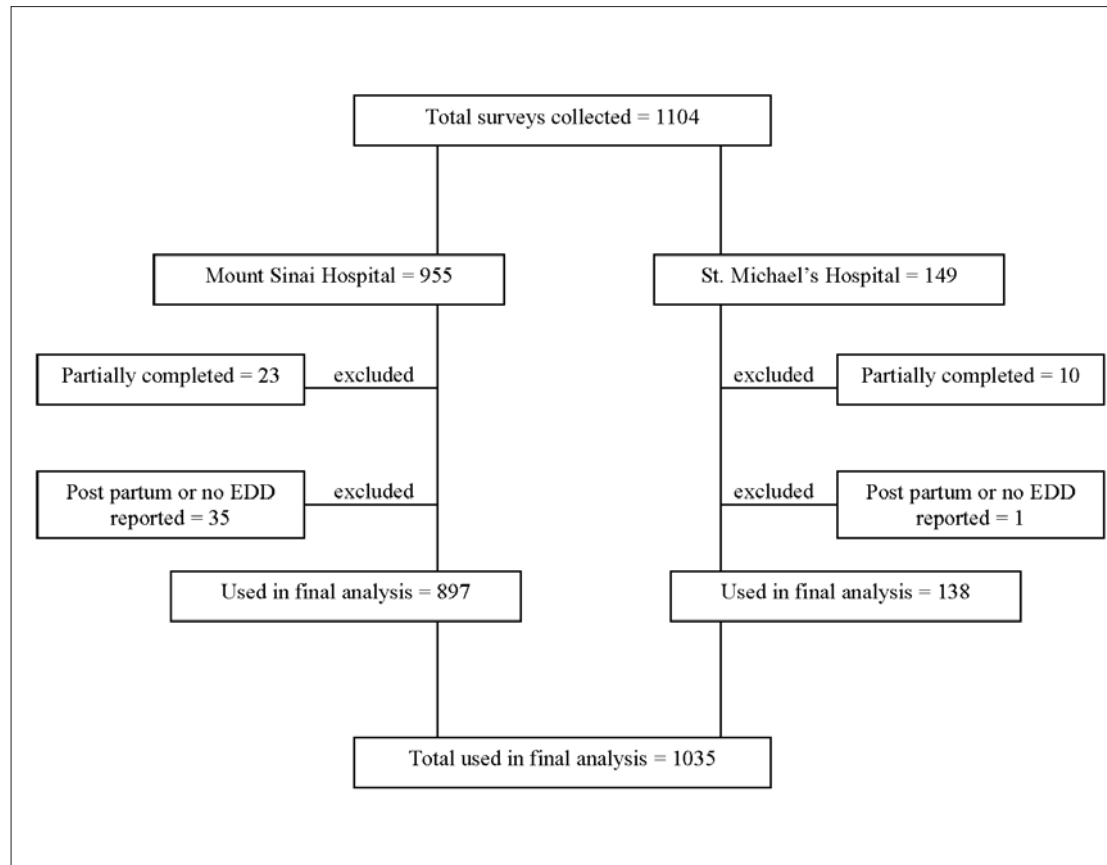 Total surveys collected = 1104
Mount Sinai Hospital = 955
St. Michael's Hospital = 149
Partially completed = 23
excluded
excluded
Partially completed = 10
Post partum or no EDD
reported = 35
excluded
excluded
Post partum or no EDD
reported = 1
Used in final analysis = 897
Used in final analysis = 138
Total used in final analysis = 1035